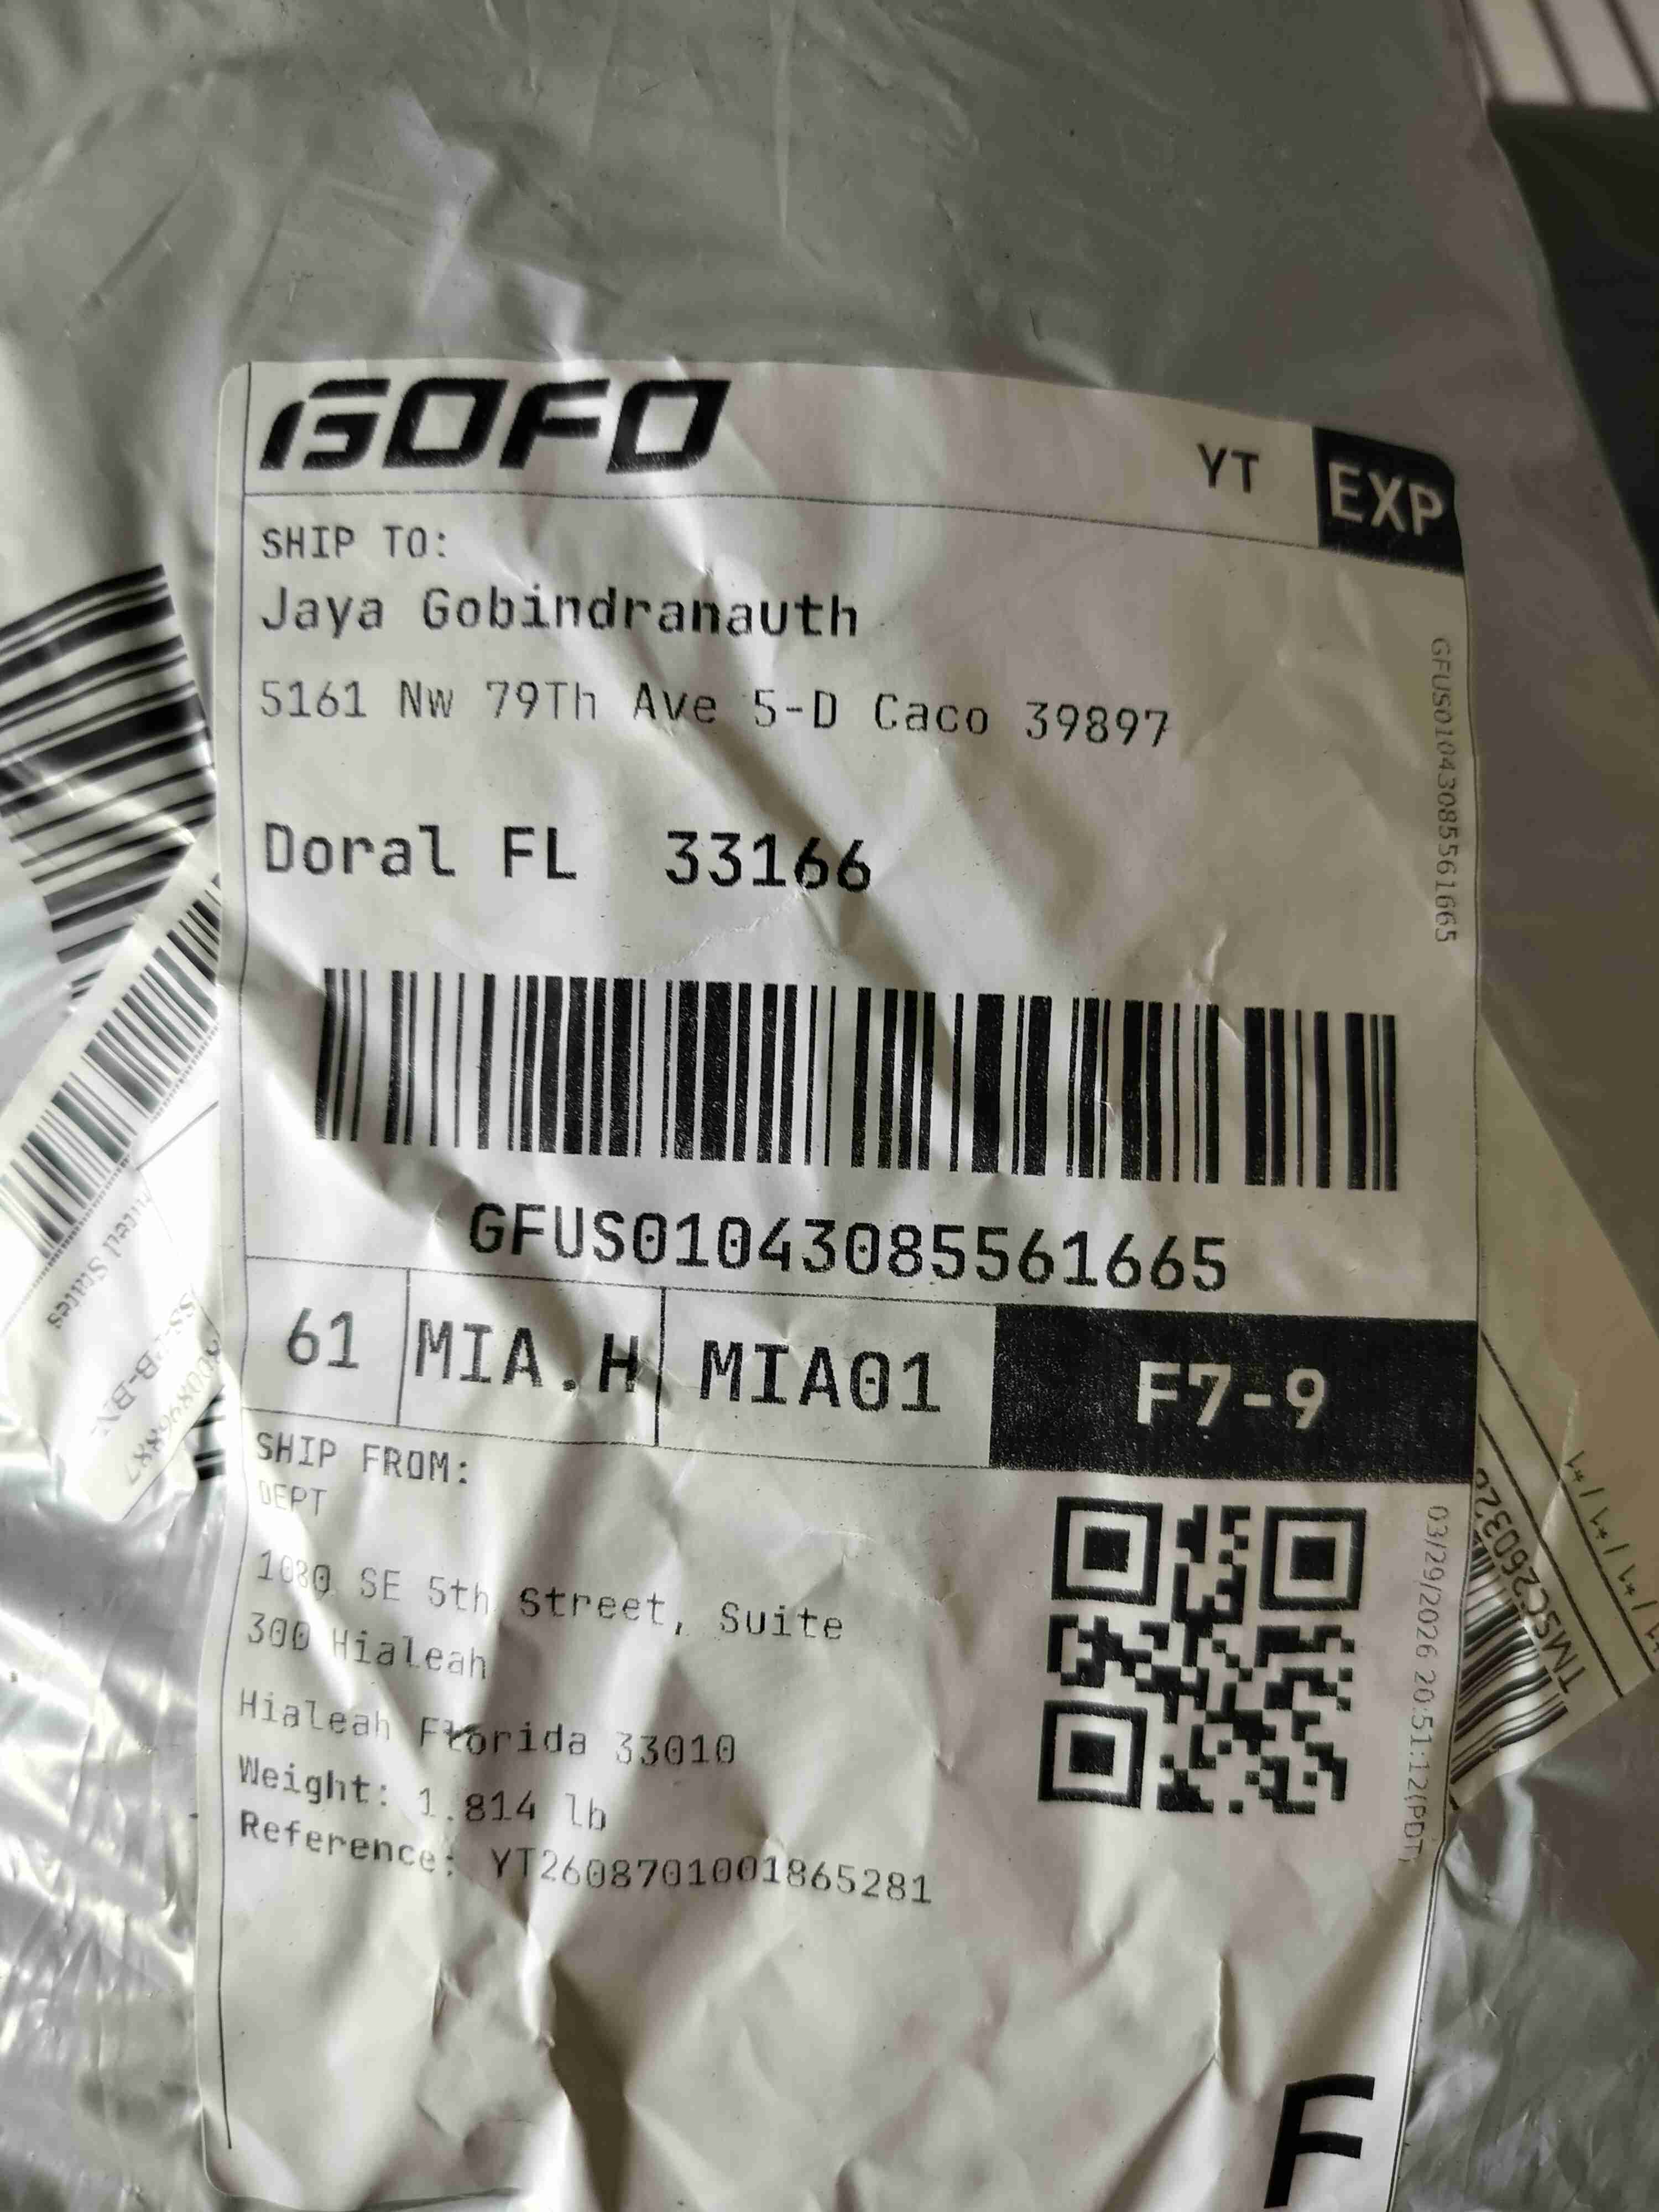 GOFO
YT
EXP
SHIP TO:
Jaya Gobindranauth
5161 Nw 79Th Ave 5-D Caco 39897
Doral FL 33166
GFUS01043085561665
GFUS01043085561665
61
MIA.H
MIA01
F7-9
SHIP FROM:
DEPT
1080 SE 5th Street, Suite
300 Hialeah
Hialeah Florida 33010
Weight: 1.814 lb
Reference: YT2608701001865281
03/29/2026 20:51:12(PDT)
F
States